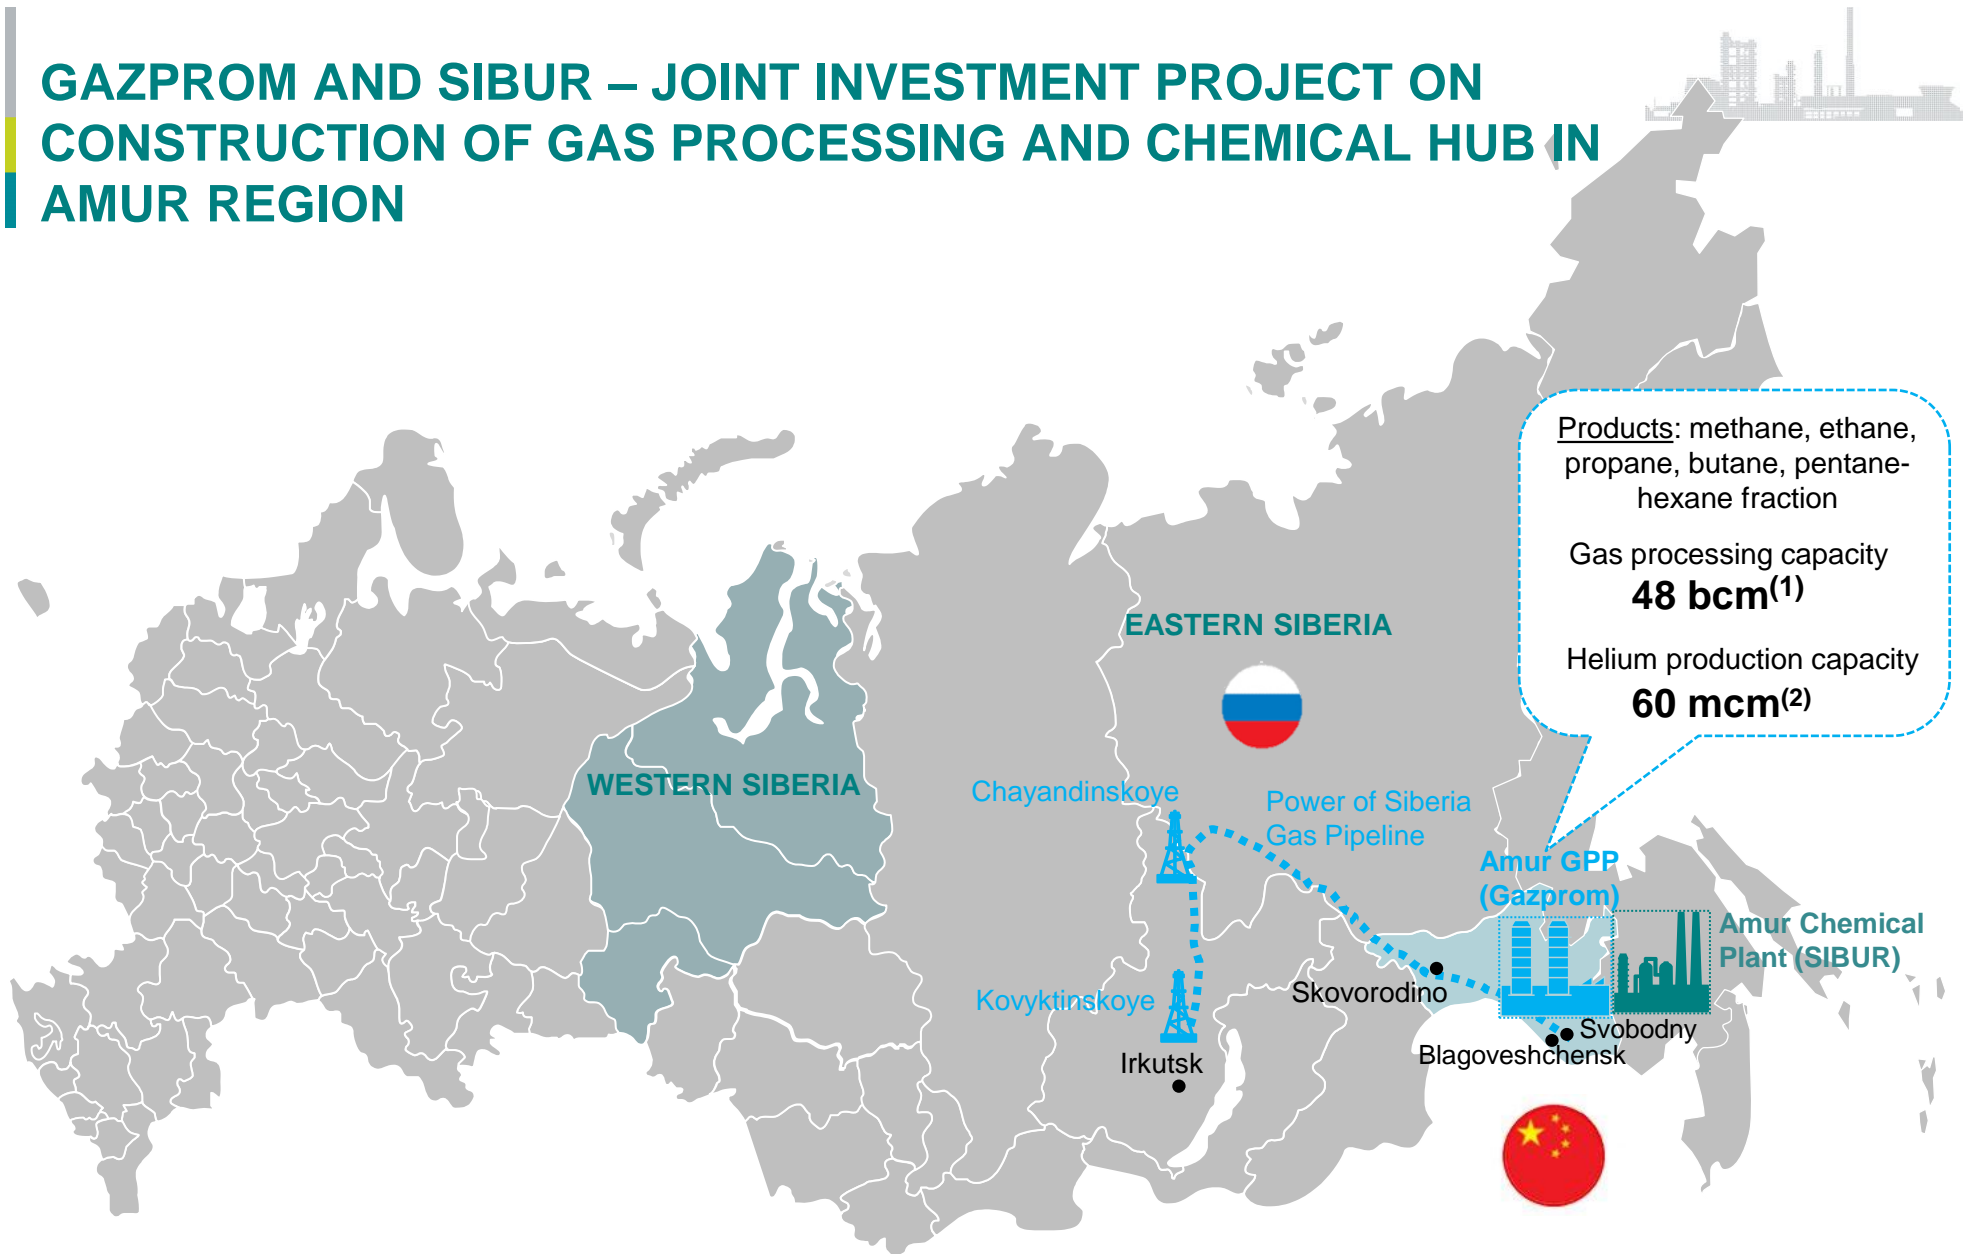 GAZPROM AND SIBUR – JOINT INVESTMENT PROJECT ON
CONSTRUCTION OF GAS PROCESSING AND CHEMICAL HUB IN
AMUR REGION
Products: methane, ethane,
propane, butane, pentane-
hexane fraction
Gas processing capacity
48 bcm(1)
Helium production capacity
60 mcm(2)
EASTERN SIBERIA
WESTERN SIBERIA
Chayandinskoye
Power of Siberia
Gas Pipeline
Amur GPP
(Gazprom)
Amur Chemical
Plant (SIBUR)
Kovyktinskoye
Skovorodino
Svobodny
Blagoveshchensk
Irkutsk